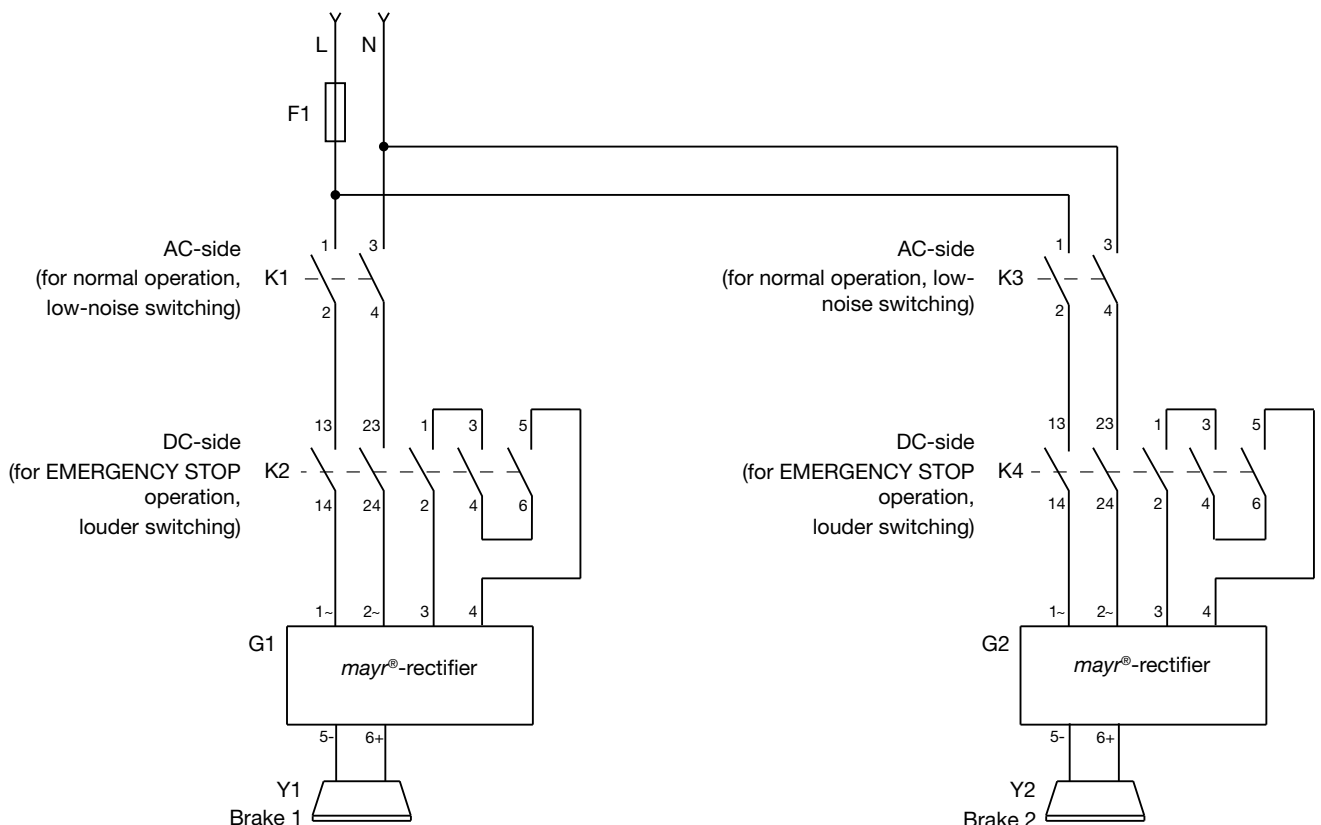 L N
F1
AC-side
(for normal operation,
low-noise switching)
K1
1 3
2 4
AC-side
(for normal operation, low-
noise switching)
K3
1 3
2 4
DC-side
(for EMERGENCY STOP
operation,
louder switching)
K2
13 23 1 3 5
14 24 2 4 6
DC-side
(for EMERGENCY STOP
operation,
louder switching)
K4
13 23 1 3 5
14 24 2 4 6
1~ 2~ 3 4
G1
mayr®-rectifier
5- 6+
Y1
Brake 1
1~ 2~ 3 4
G2
mayr®-rectifier
5- 6+
Y2
Brake 2